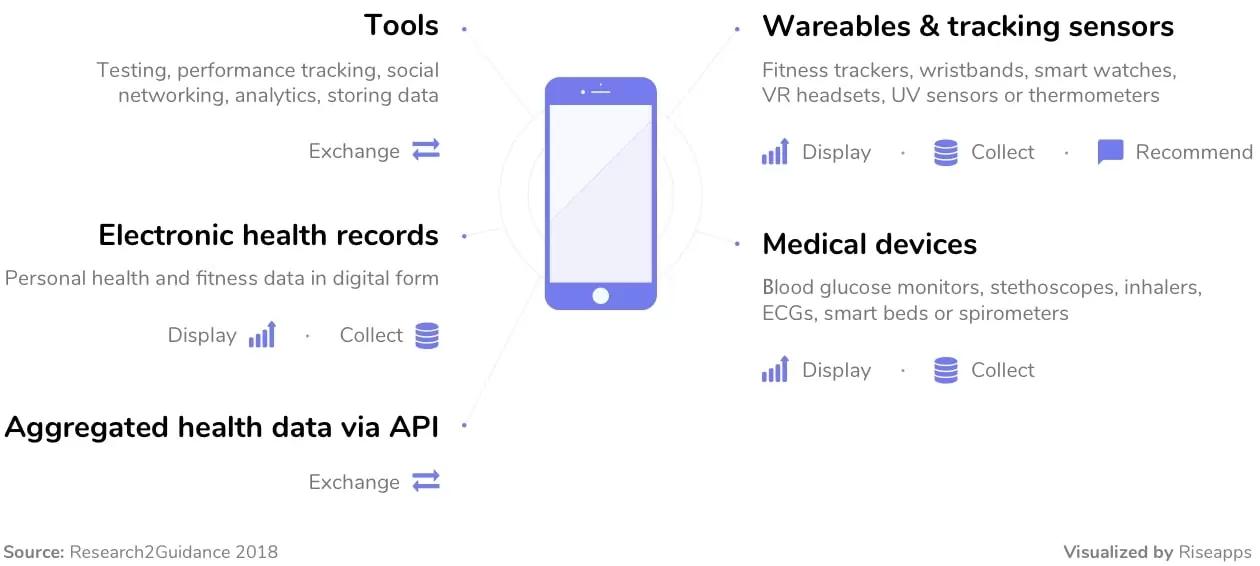 Tools
Testing, performance tracking, social
networking, analytics, storing data
Exchange
Electronic health records
Personal health and fitness data in digital form
Display · Collect
Aggregated health data via API
Exchange
Wareables & tracking sensors
Fitness trackers, wristbands, smart watches,
VR headsets, UV sensors or thermometers
Display · Collect · Recommend
Medical devices
Blood glucose monitors, stethoscopes, inhalers,
ECGs, smart beds or spirometers
Display · Collect
Source: Research2Guidance 2018
Visualized by Riseapps